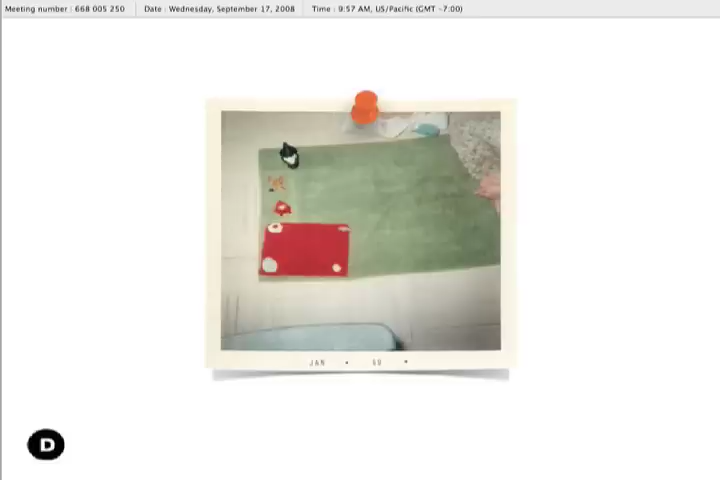 Meeting number : 668 005 250 Date : Wednesday, September 17, 2008 Time : 9:57 AM, US/Pacific (GMT -7:00)
JAN • 69 •
D